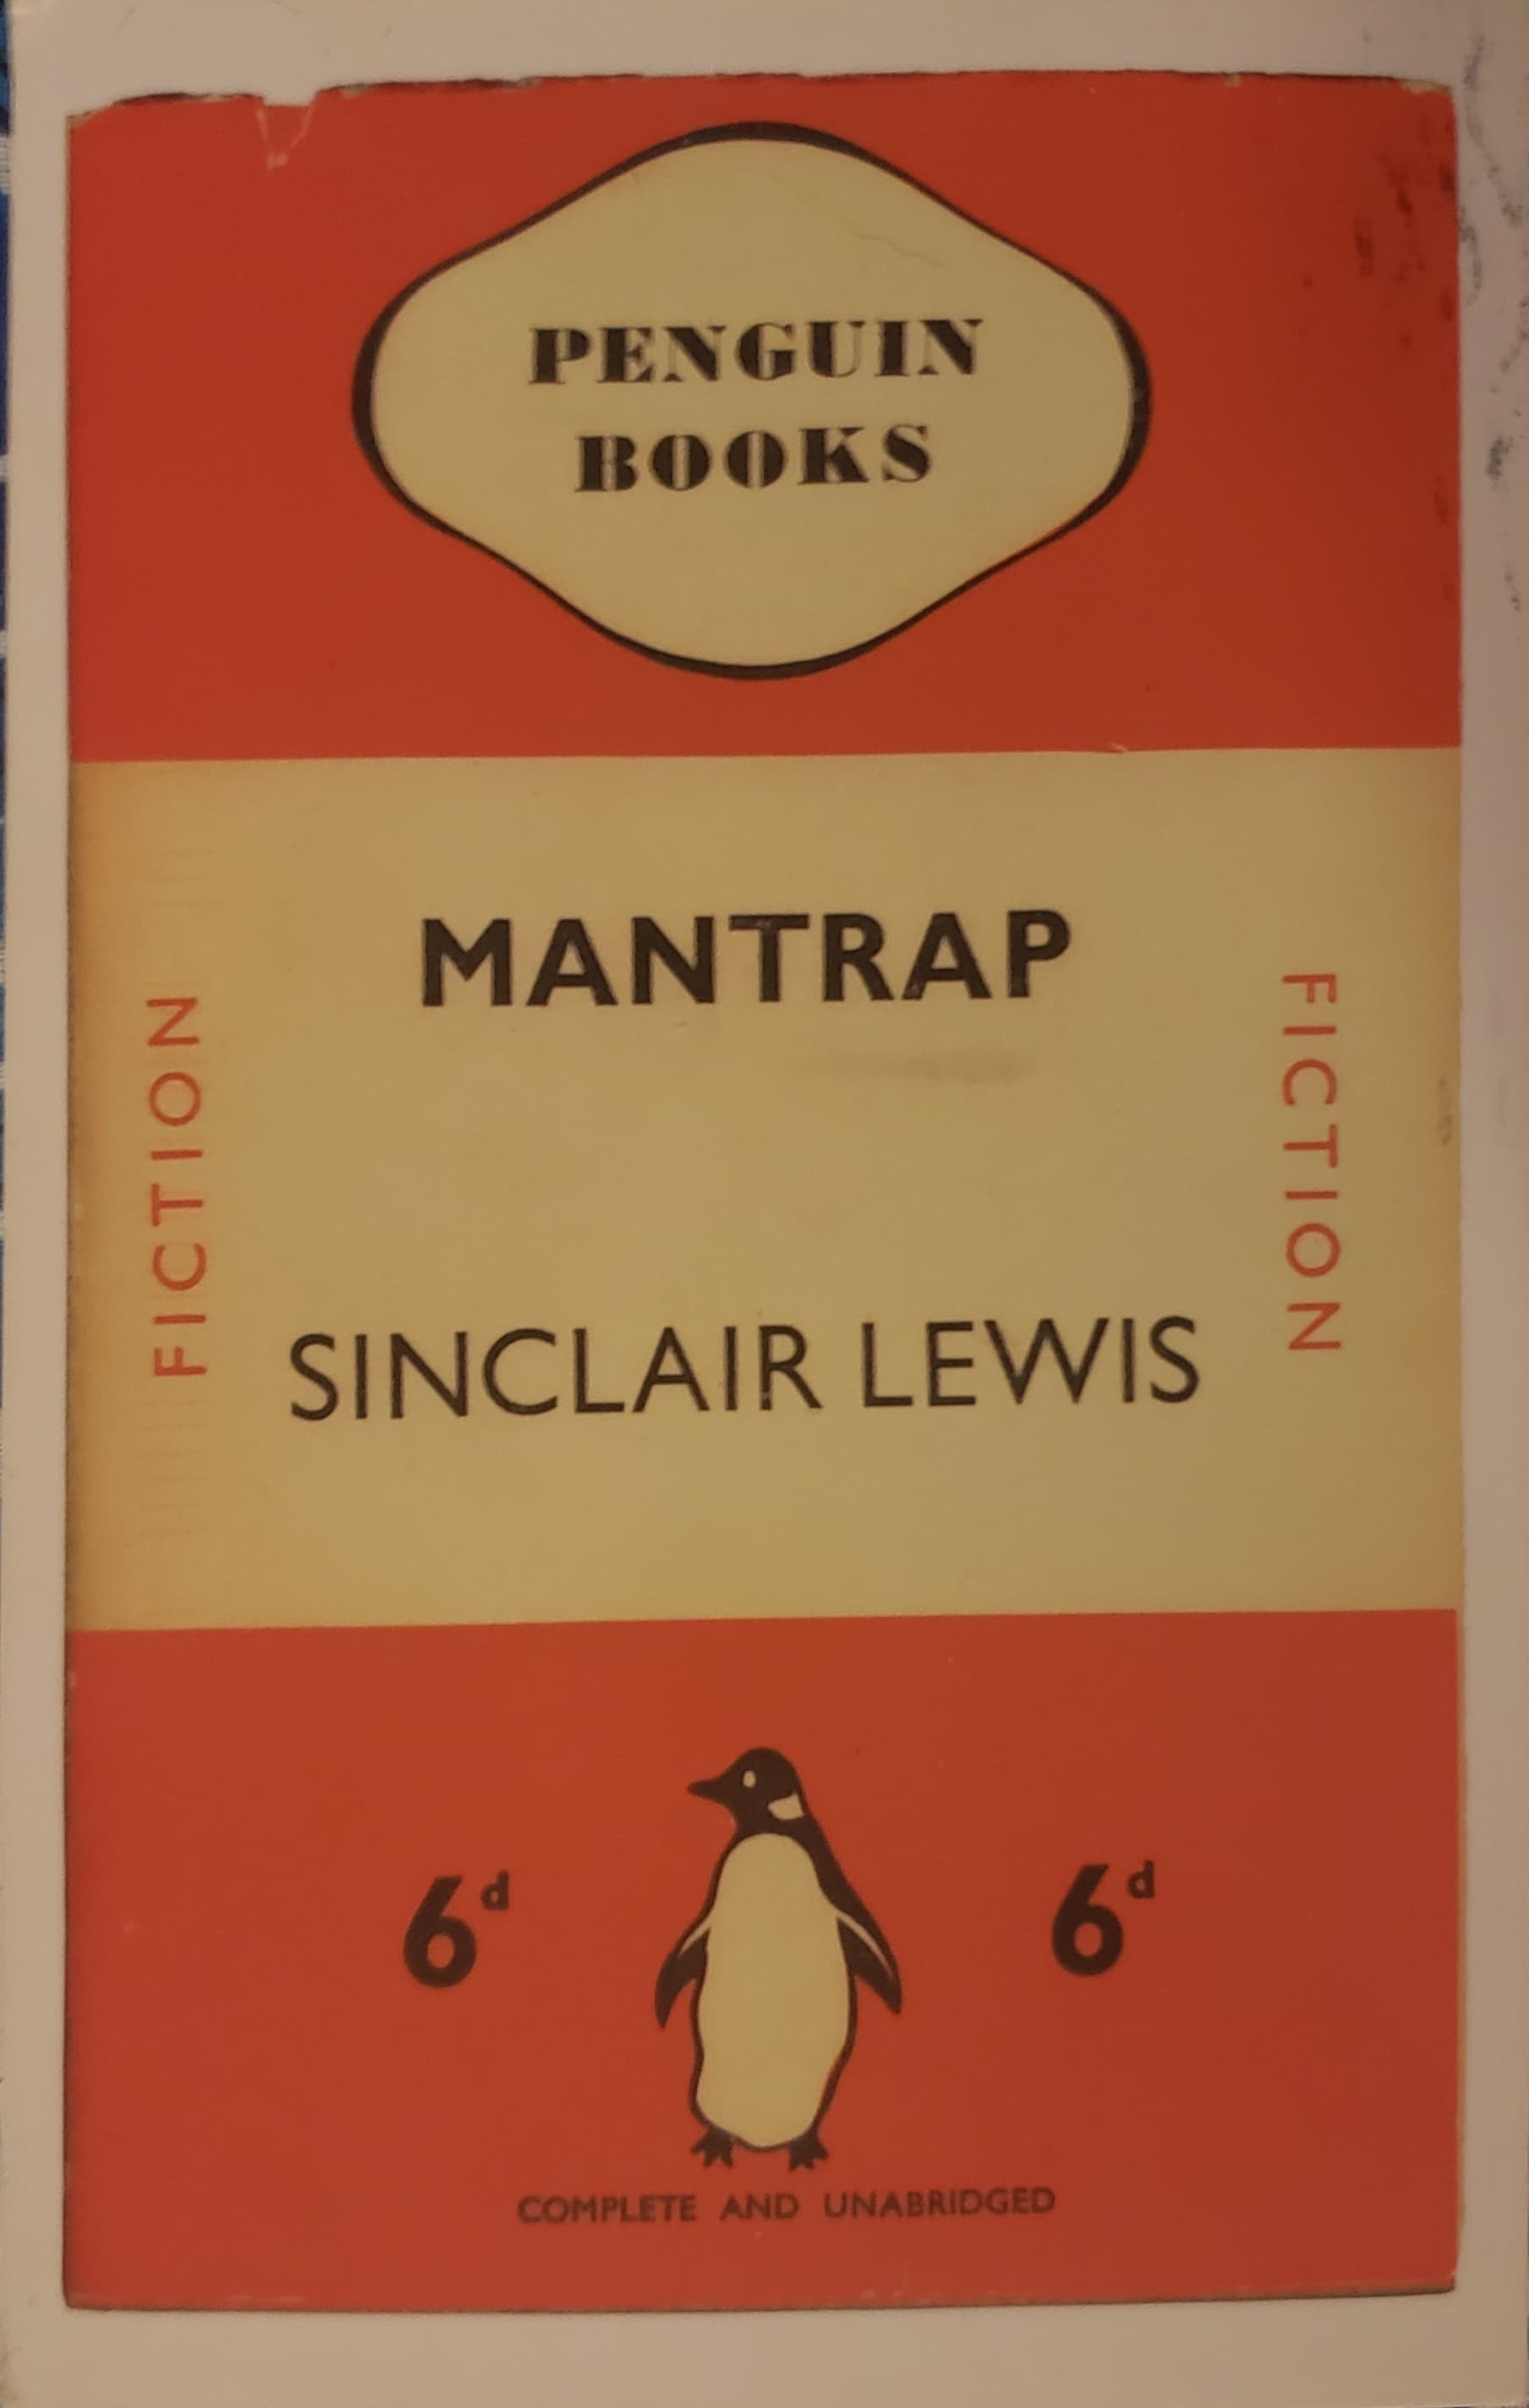 PENGUIN
BOOKS
MANTRAP
FICTION
FICTION
SINCLAIR LEWIS
6d
6d
COMPLETE AND UNABRIDGED